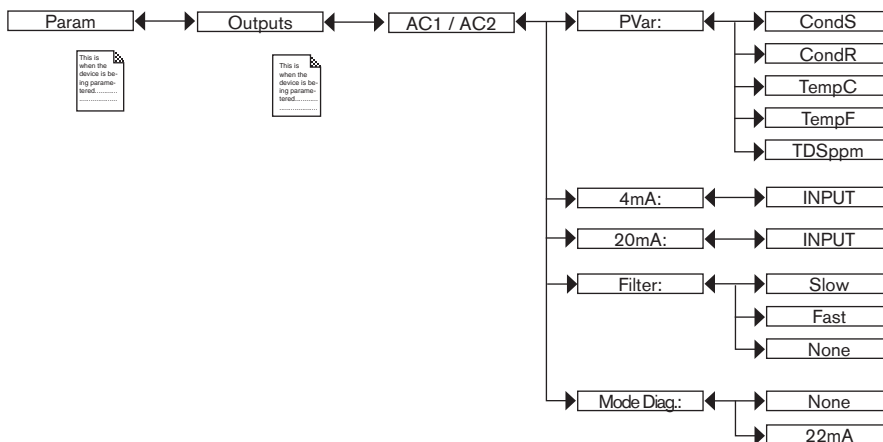 Param
Outputs
AC1 / AC2
PVar:
CondS
CondR
TempC
TempF
TDSppm
This is
when the
device is be-
ing parame-
tered...........
..................
This is
when the
device is be-
ing parame-
tered...........
..................
4mA:
INPUT
20mA:
INPUT
Filter:
Slow
Fast
None
Mode Diag.:
None
22mA